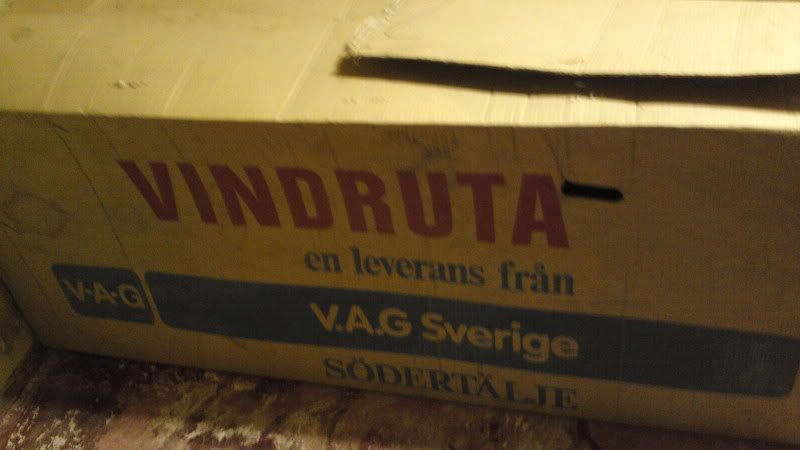 VINDRUTA
en leverans från
V·A·G
V.A.G Sverige
SÖDERTÄLJE